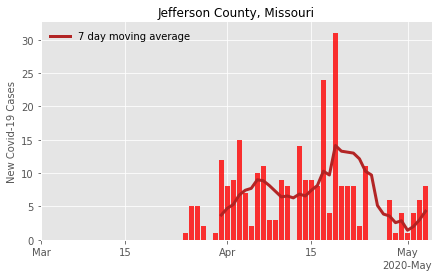 Jefferson County, Missouri
7 day moving average
New Covid-19 Cases
30
25
20
15
10
5
0
Mar
15
Apr
15
May
2020-May